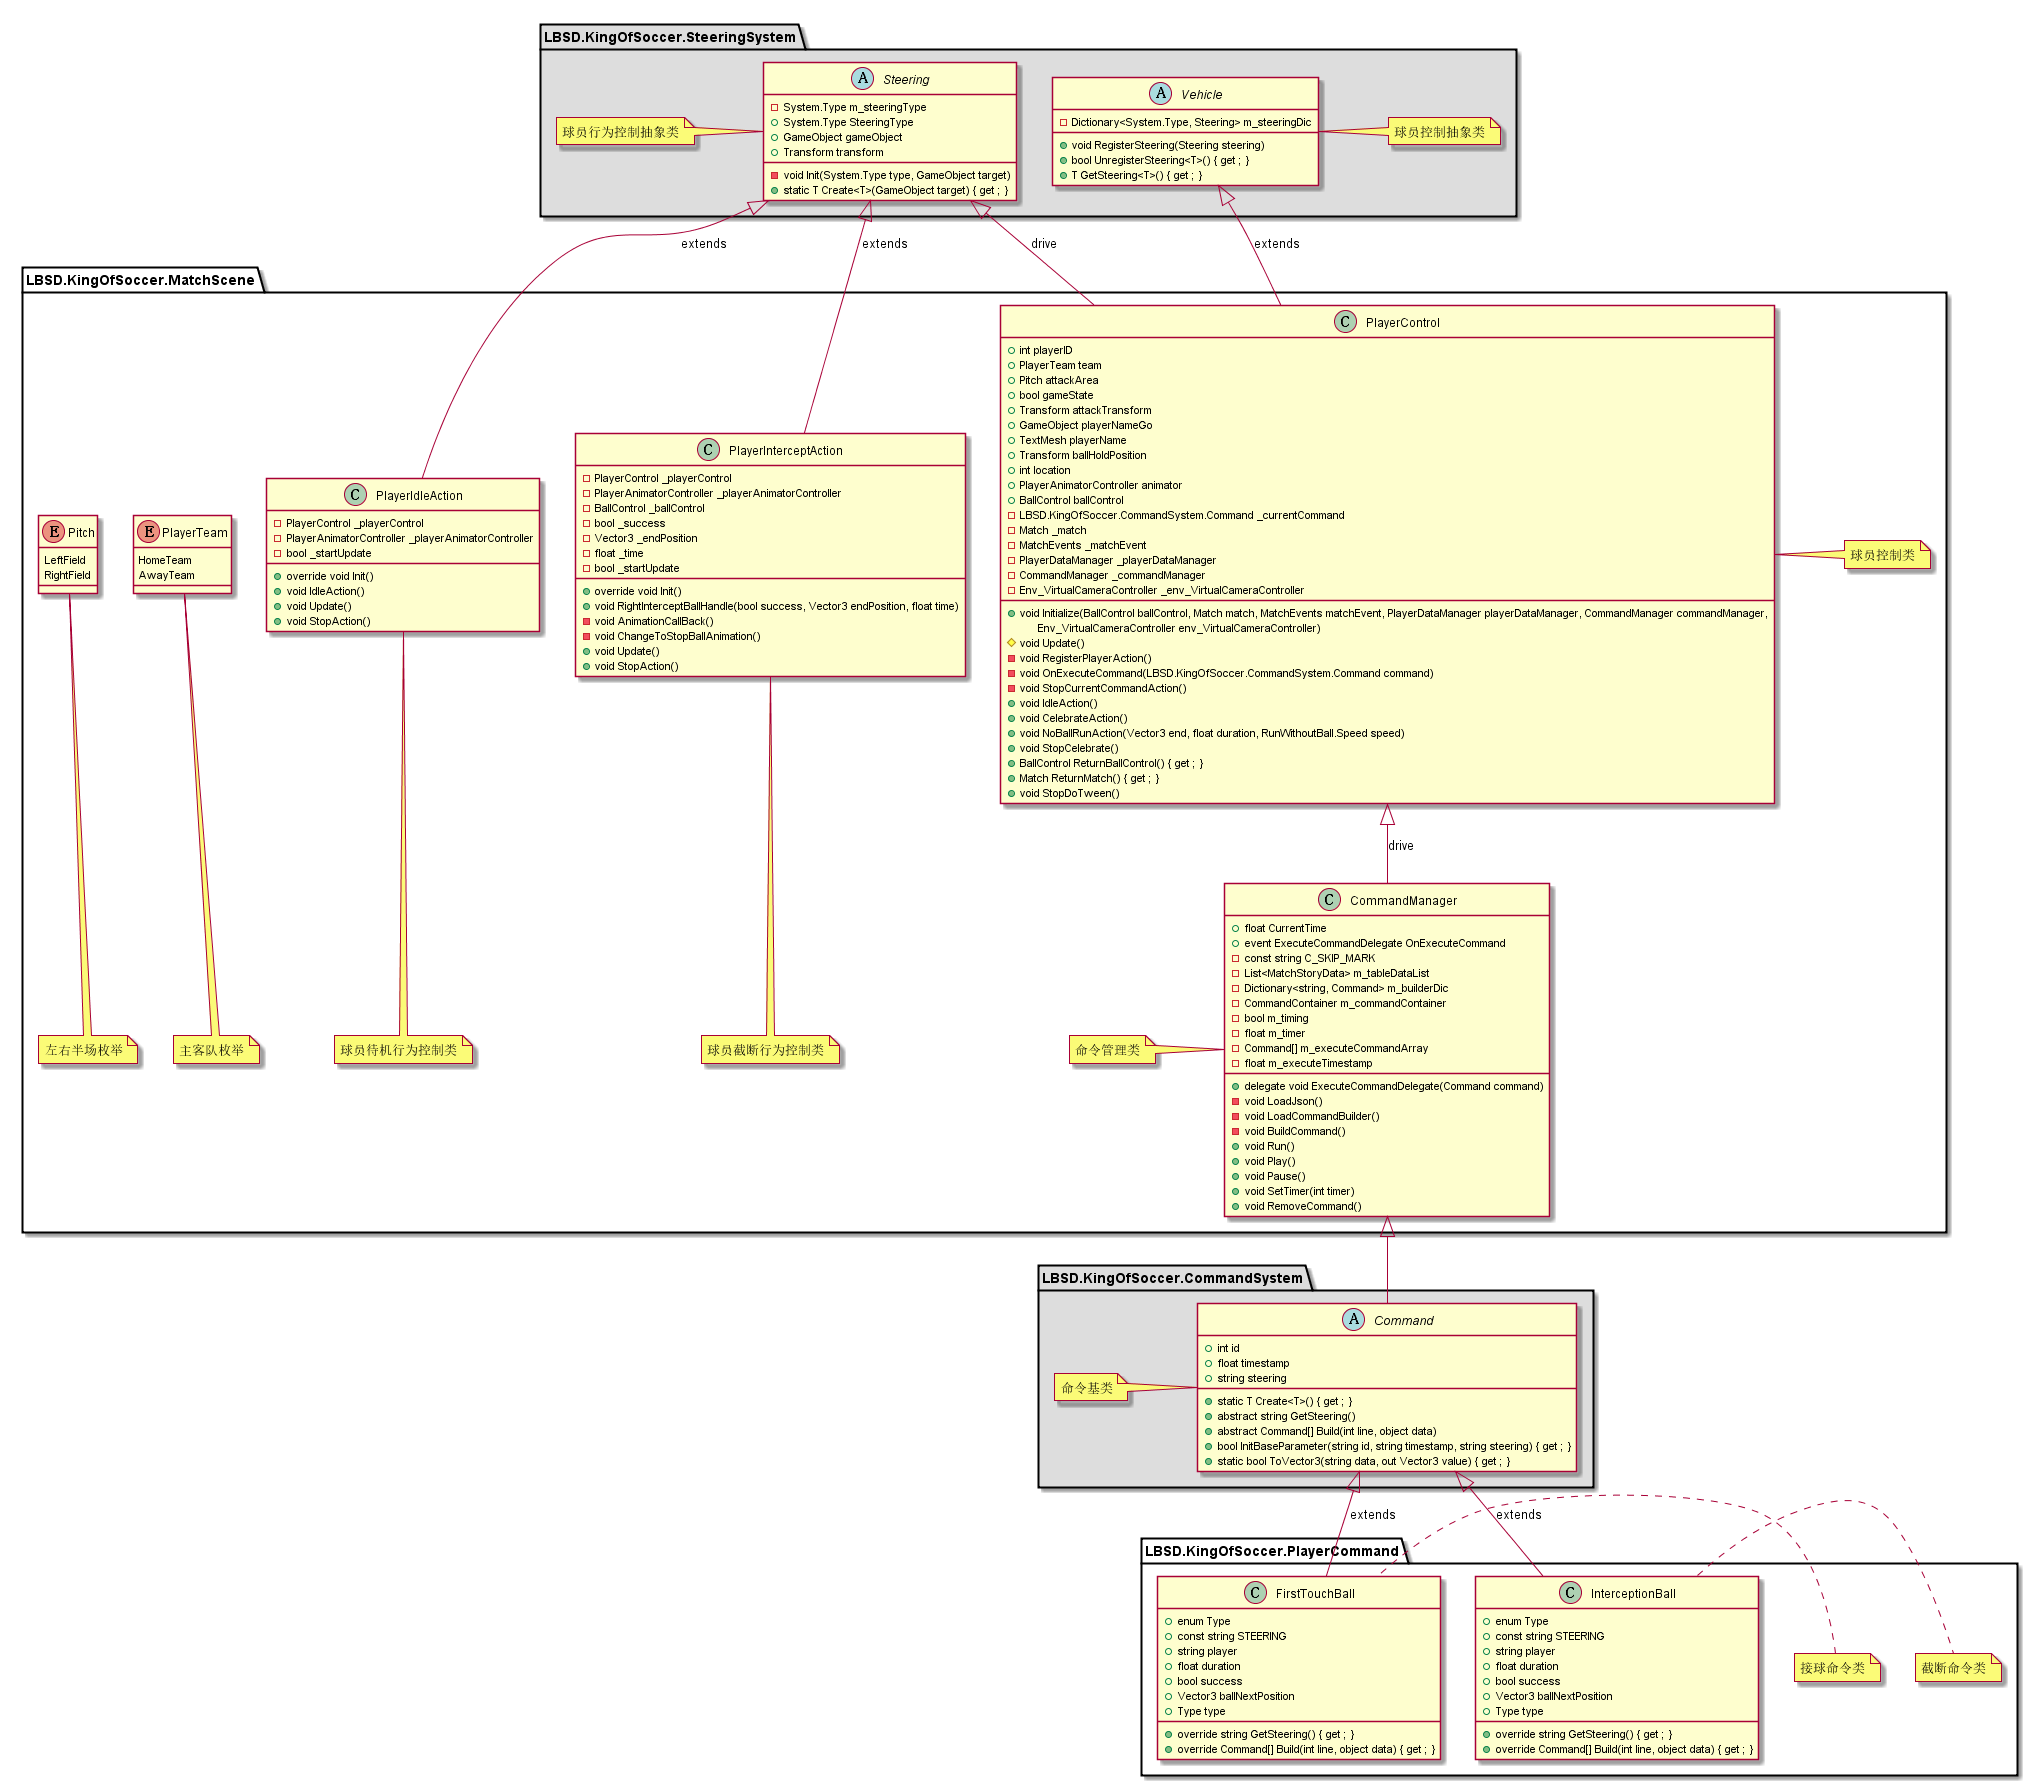 LBSD.KingOfSoccer.SteeringSystem
Steering
System.Type m_steeringType
System.Type SteeringType
GameObject gameObject
Transform transform
void Init(System.Type type, GameObject target)
static T Create<T>(GameObject target) { get ; }
球员行为控制抽象类
Vehicle
Dictionary<System.Type, Steering> m_steeringDic
void RegisterSteering(Steering steering)
bool UnregisterSteering<T>() { get ; }
T GetSteering<T>() { get ; }
球员控制抽象类
extends
extends
drive
extends
LBSD.KingOfSoccer.MatchScene
Pitch
LeftField
RightField
PlayerTeam
HomeTeam
AwayTeam
PlayerIdleAction
PlayerControl _playerControl
PlayerAnimatorController _playerAnimatorController
bool _startUpdate
override void Init()
void IdleAction()
void Update()
void StopAction()
PlayerInterceptAction
PlayerControl _playerControl
PlayerAnimatorController _playerAnimatorController
BallControl _ballControl
bool _success
Vector3 _endPosition
float _time
bool _startUpdate
override void Init()
void RightInterceptBallHandle(bool success, Vector3 endPosition, float time)
void AnimationCallBack()
void ChangeToStopBallAnimation()
void Update()
void StopAction()
PlayerControl
int playerID
PlayerTeam team
Pitch attackArea
bool gameState
Transform attackTransform
GameObject playerNameGo
TextMesh playerName
Transform ballHoldPosition
int location
PlayerAnimatorController animator
BallControl ballControl
LBSD.KingOfSoccer.CommandSystem.Command _currentCommand
Match _match
MatchEvents _matchEvent
PlayerDataManager _playerDataManager
CommandManager _commandManager
Env_VirtualCameraController _env_VirtualCameraController
void Initialize(BallControl ballControl, Match match, MatchEvents matchEvent, PlayerDataManager playerDataManager, CommandManager commandManager,
Env_VirtualCameraController env_VirtualCameraController)
void Update()
void RegisterPlayerAction()
void OnExecuteCommand(LBSD.KingOfSoccer.CommandSystem.Command command)
void StopCurrentCommandAction()
void IdleAction()
void CelebrateAction()
void NoBallRunAction(Vector3 end, float duration, RunWithoutBall.Speed speed)
void StopCelebrate()
BallControl ReturnBallControl() { get ; }
Match ReturnMatch() { get ; }
void StopDoTween()
球员控制类
drive
左右半场枚举
主客队枚举
球员待机行为控制类
球员截断行为控制类
命令管理类
CommandManager
float CurrentTime
event ExecuteCommandDelegate OnExecuteCommand
const string C_SKIP_MARK
List<MatchStoryData> m_tableDataList
Dictionary<string, Command> m_builderDic
CommandContainer m_commandContainer
bool m_timing
float m_timer
Command[] m_executeCommandArray
float m_executeTimestamp
delegate void ExecuteCommandDelegate(Command command)
void LoadJson()
void LoadCommandBuilder()
void BuildCommand()
void Run()
void Play()
void Pause()
void SetTimer(int timer)
void RemoveCommand()
LBSD.KingOfSoccer.CommandSystem
命令基类
Command
int id
float timestamp
string steering
static T Create<T>() { get ; }
abstract string GetSteering()
abstract Command[] Build(int line, object data)
bool InitBaseParameter(string id, string timestamp, string steering) { get ; }
static bool ToVector3(string data, out Vector3 value) { get ; }
extends
extends
LBSD.KingOfSoccer.PlayerCommand
FirstTouchBall
enum Type
const string STEERING
string player
float duration
bool success
Vector3 ballNextPosition
Type type
override string GetSteering() { get ; }
override Command[] Build(int line, object data) { get ; }
InterceptionBall
enum Type
const string STEERING
string player
float duration
bool success
Vector3 ballNextPosition
Type type
override string GetSteering() { get ; }
override Command[] Build(int line, object data) { get ; }
接球命令类
截断命令类